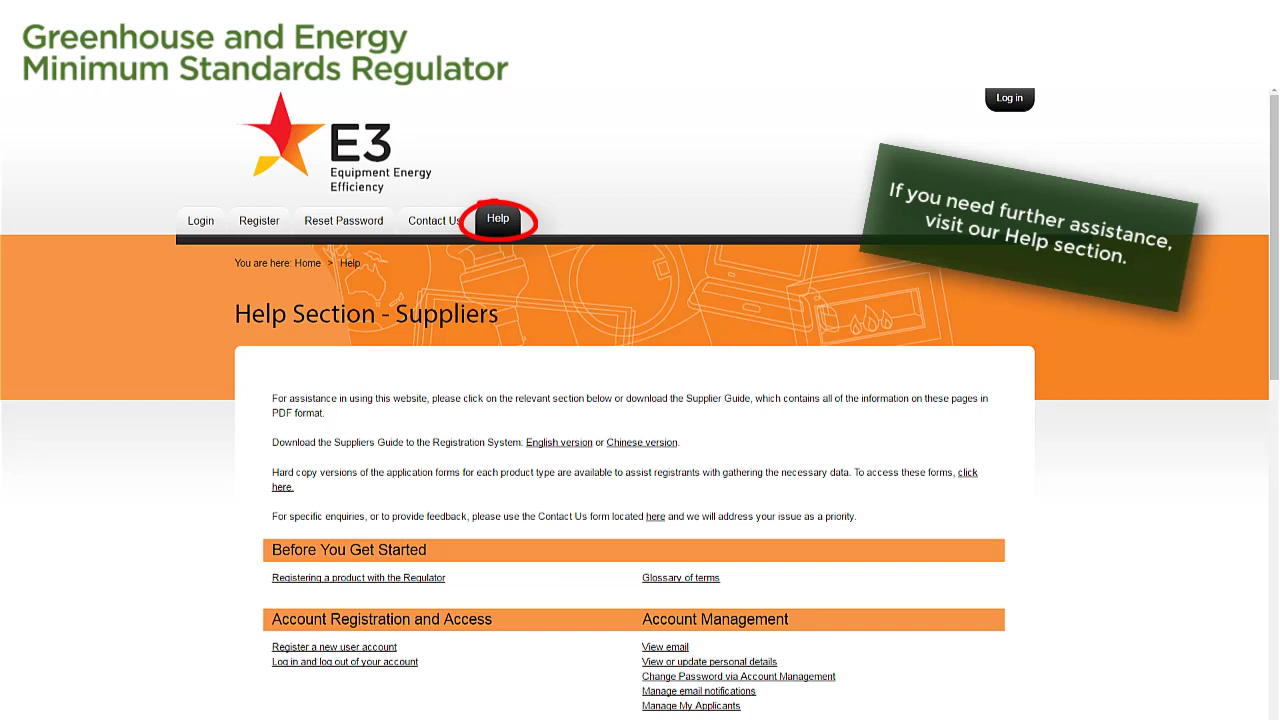 Greenhouse and Energy
Minimum Standards Regulator
Log in
E3
Equipment Energy
Efficiency
If you need further assistance,
visit our Help section.
Login Register Reset Password Contact Us Help
You are here: Home > Help
Help Section - Suppliers
For assistance in using this website, please click on the relevant section below or download the Supplier Guide, which contains all of the information on these pages in
PDF format.
Download the Suppliers Guide to the Registration System: English version or Chinese version.
Hard copy versions of the application forms for each product type are available to assist registrants with gathering the necessary data. To access these forms, click
here.
For specific enquiries, or to provide feedback, please use the Contact Us form located here and we will address your issue as a priority.
Before You Get Started
Registering a product with the Regulator Glossary of terms
Account Registration and Access Account Management
Register a new user account View email
Log in and log out of your account View or update personal details
Change Password via Account Management
Manage email notifications
Manage My Applicants